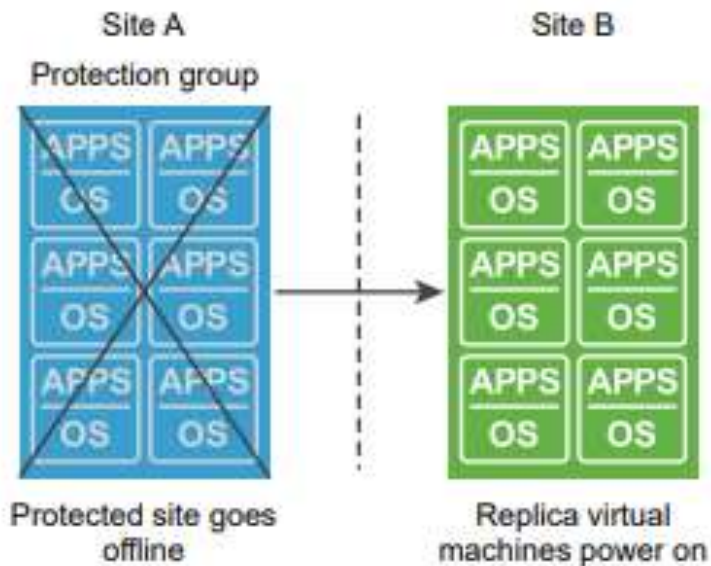 Site A
Site B
Protection group
APPS APPS
OS OS
APPS APPS
OS OS
APPS APPS
OS OS
APPS APPS
OS OS
APPS APPS
OS OS
APPS APPS
OS OS
Protected site goes
offline
Replica virtual
machines power on